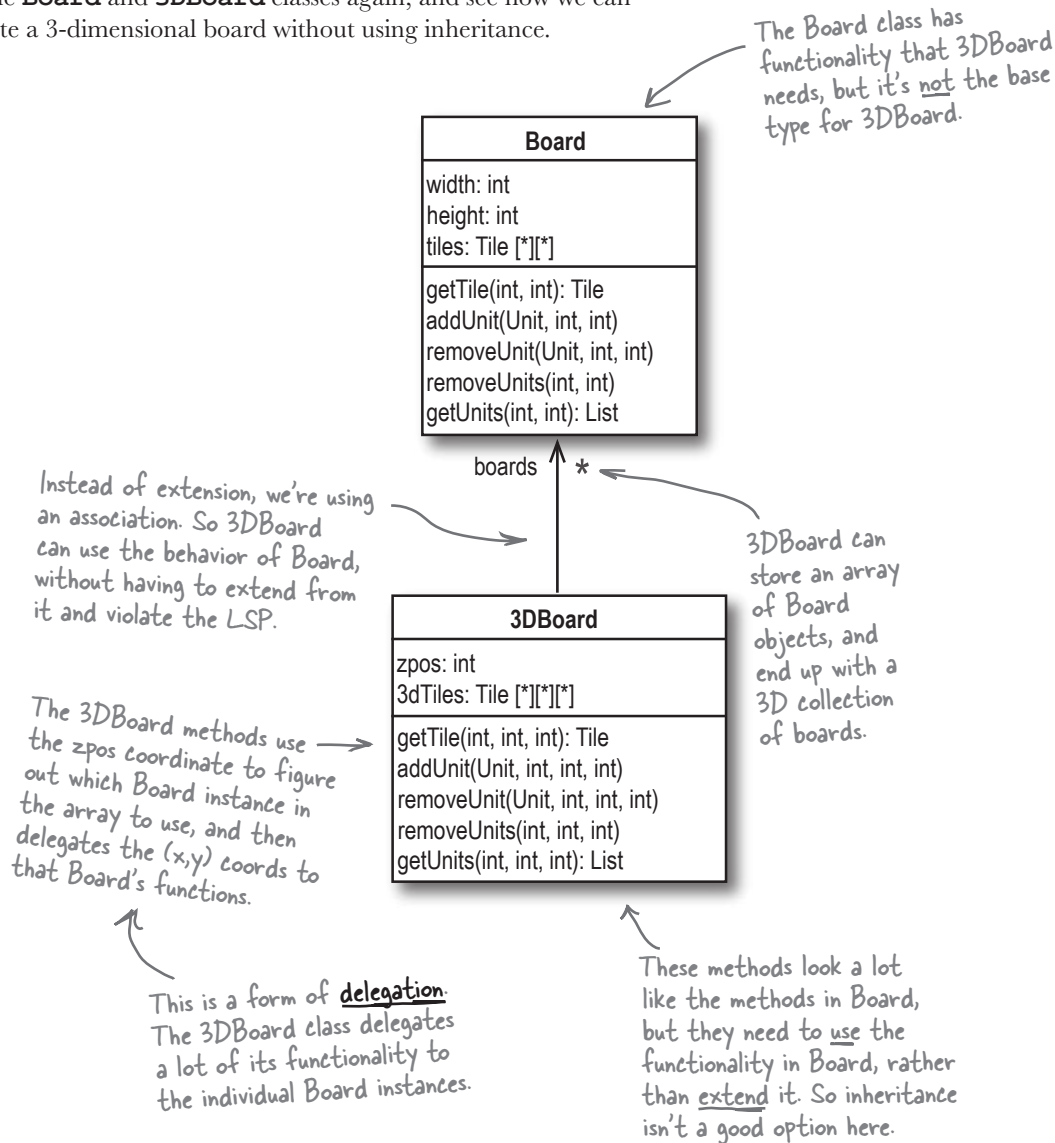 and 3DBoard classes again, and see how we can
te a 3-dimensional board without using inheritance.
The Board class has
functionality that 3DBoard
needs, but it's not the base
type for 3DBoard.
Board
width: int
height: int
tiles: Tile [*][*]
getTile(int, int): Tile
addUnit(Unit, int, int)
removeUnit(Unit, int, int)
removeUnits(int, int)
getUnits(int, int): List
boards *
Instead of extension, we're using
an association. So 3DBoard
can use the behavior of Board,
without having to extend from
it and violate the LSP.
3DBoard can
store an array
of Board
objects, and
end up with a
3D collection
of boards.
3DBoard
zpos: int
3dTiles: Tile [*][*][*]
getTile(int, int, int): Tile
addUnit(Unit, int, int, int)
removeUnit(Unit, int, int, int)
removeUnits(int, int, int)
getUnits(int, int, int): List
The 3DBoard methods use
the zpos coordinate to figure
out which Board instance in
the array to use, and then
delegates the (x,y) coords to
that Board's functions.
This is a form of delegation.
The 3DBoard class delegates
a lot of its functionality to
the individual Board instances.
These methods look a lot
like the methods in Board,
but they need to use the
functionality in Board, rather
than extend it. So inheritance
isn't a good option here.